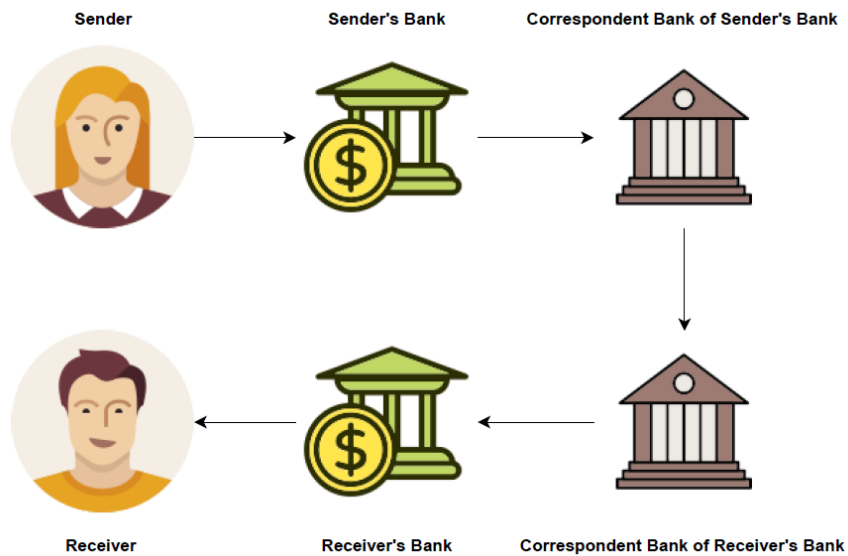 Sender
Sender's Bank
Correspondent Bank of Sender's Bank
$
$
Receiver
Receiver's Bank
Correspondent Bank of Receiver's Bank